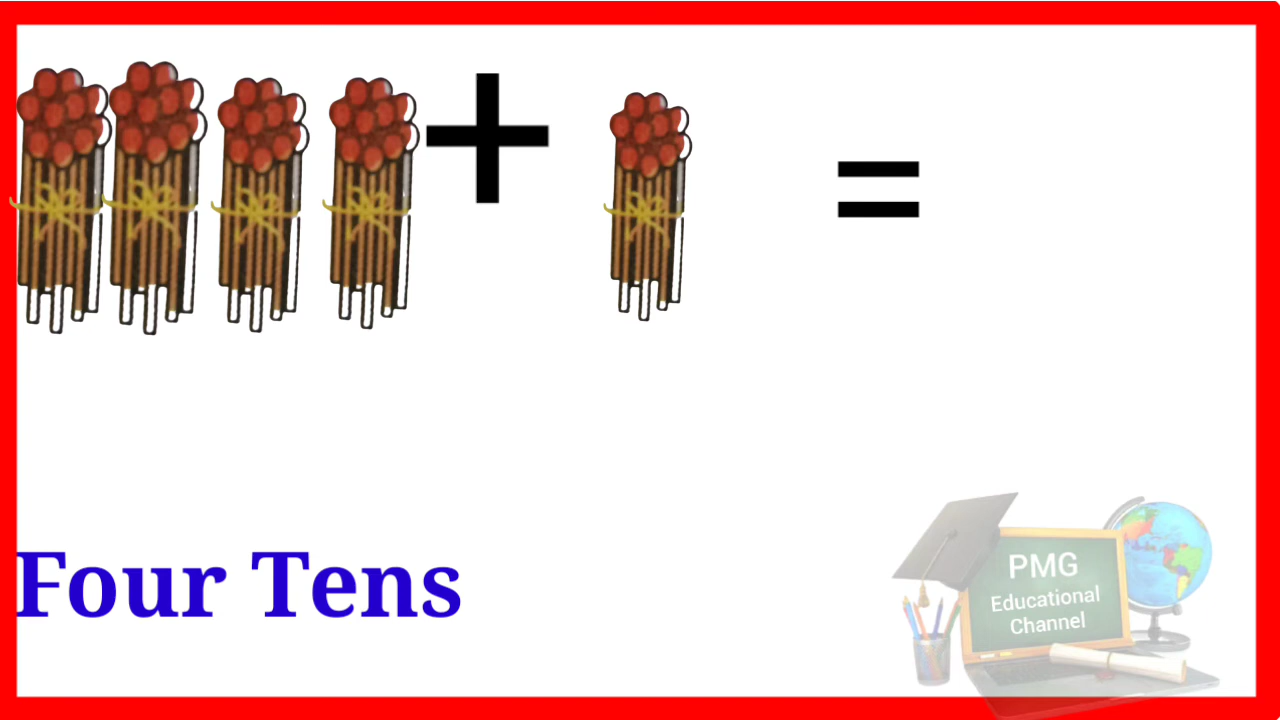 + =
Four Tens
PMG
Educational
Channel